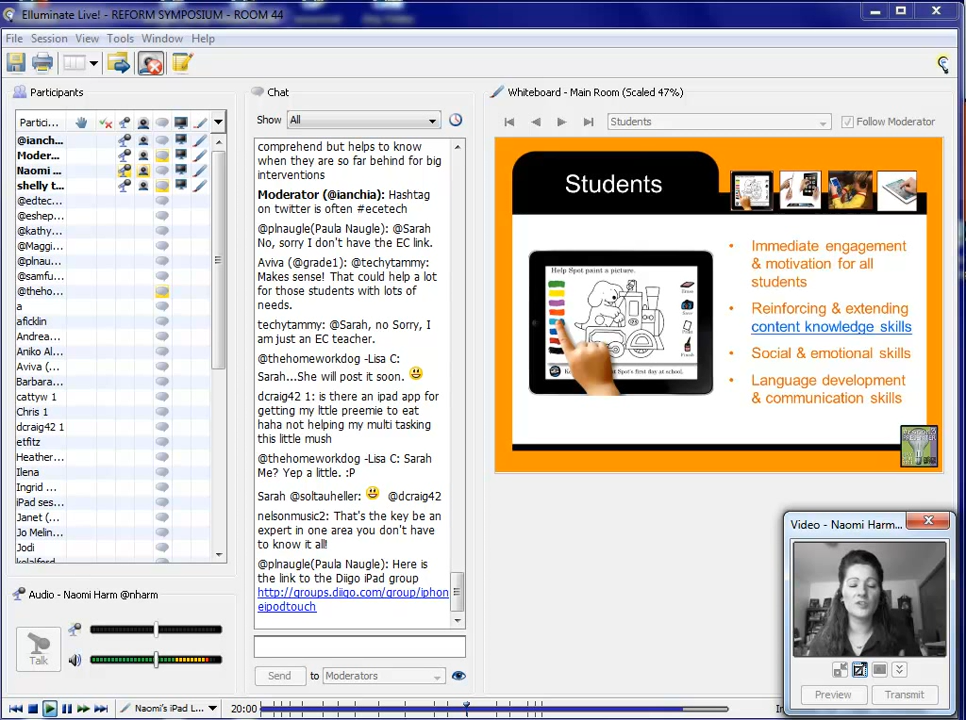 Elluminate Live! - REFORM SYMPOSIUM - ROOM 44
File Session View Tools Window Help
Participants
Partici...
@ianch...
Moder...
Naomi ...
shelly t...
@edtec...
@eshep...
@kathy...
@Maggi...
@plnau...
@samfu...
@theho...
a
aficklin
Andrea...
Aniko Al...
Aviva (...
Barbara...
cattyw 1
Chris 1
dcraig42 1
etfitz
Heather...
Ilena
Ingrid ...
iPad ses...
Janet (...
Jo Melin...
Jodi
kelalford
Audio - Naomi Harm @nharm
Talk
Chat
Show All
comprehend but helps to know
when they are so far behind for big
interventions
Moderator (@ianchia): Hashtag
on twitter is often #ecetech
@plnaugle(Paula Naugle): @Sarah
No, sorry I don't have the EC link.
Aviva (@grade1): @techytammy:
Makes sense! That could help a lot
for those students with lots of
needs.
techytammy: @Sarah, no Sorry, I
am just an EC teacher.
@thehomeworkdog -Lisa C:
Sarah...She will post it soon.
dcraig42 1: is there an ipad app for
getting my lttle preemie to eat
haha not helping my multi tasking
this little mush
@thehomeworkdog -Lisa C: Sarah
Me? Yep a little. :P
Sarah @soltauheller: @dcraig42
nelsonmusic2: That's the key be an
expert in one area you don't have
to know it all!
@plnaugle(Paula Naugle): Here is
the link to the Diigo iPad group
http://groups.diigo.com/group/iphon
eipodtouch
Send to Moderators
Whiteboard - Main Room (Scaled 47%)
Students
Follow Moderator
Students
Help Spot paint a picture.
• Immediate engagement
& motivation for all
students
• Reinforcing & extending
content knowledge skills
• Social & emotional skills
• Language development
& communication skills
Video - Naomi Harm...
Preview Transmit
Naomi's iPad L...
20:00